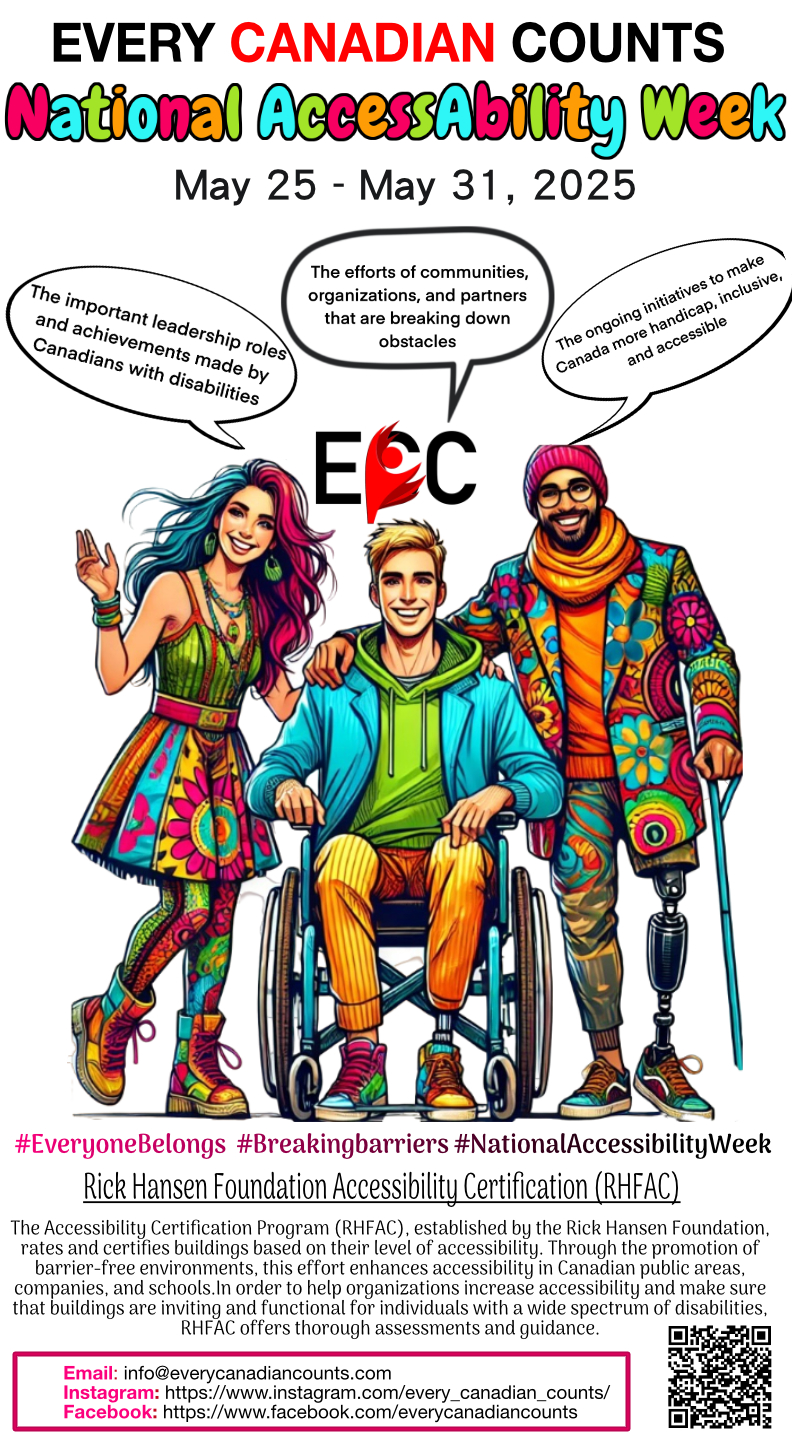 EVERY CANADIAN COUNTS
National AccessAbility Week
May 25 - May 31, 2025
The important leadership roles
and achievements made by
Canadians with disabilities
The efforts of communities,
organizations, and partners
that are breaking down
obstacles
The ongoing initiatives to make
Canada more handicap, inclusive,
and accessible
ECC
#EveryoneBelongs #Breakingbarriers #NationalAccessibilityWeek
Rick Hansen Foundation Accessibility Certification (RHFAC)
The Accessibility Certification Program (RHFAC), established by the Rick Hansen Foundation,
rates and certifies buildings based on their level of accessibility. Through the promotion of
barrier-free environments, this effort enhances accessibility in Canadian public areas,
companies, and schools.In order to help organizations increase accessibility and make sure
that buildings are inviting and functional for individuals with a wide spectrum of disabilities,
RHFAC offers thorough assessments and guidance.
Email: info@everycanadiancounts.com
Instagram: https://www.instagram.com/every_canadian_counts/
Facebook: https://www.facebook.com/everycanadiancounts